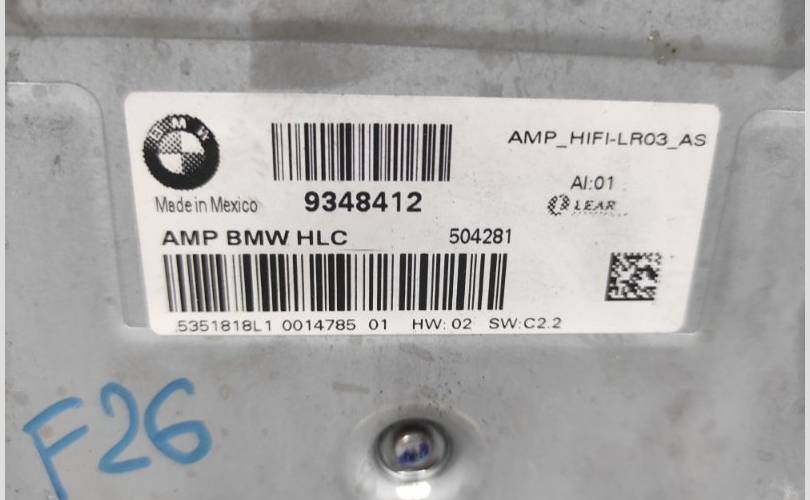 BMW
AMP_HIFI-LR03_AS
AI:01
Made in Mexico
9348412
LEAR
AMP BMW HLC
504281
5351818L1 0014785 01 HW: 02 SW:C2.2
F26